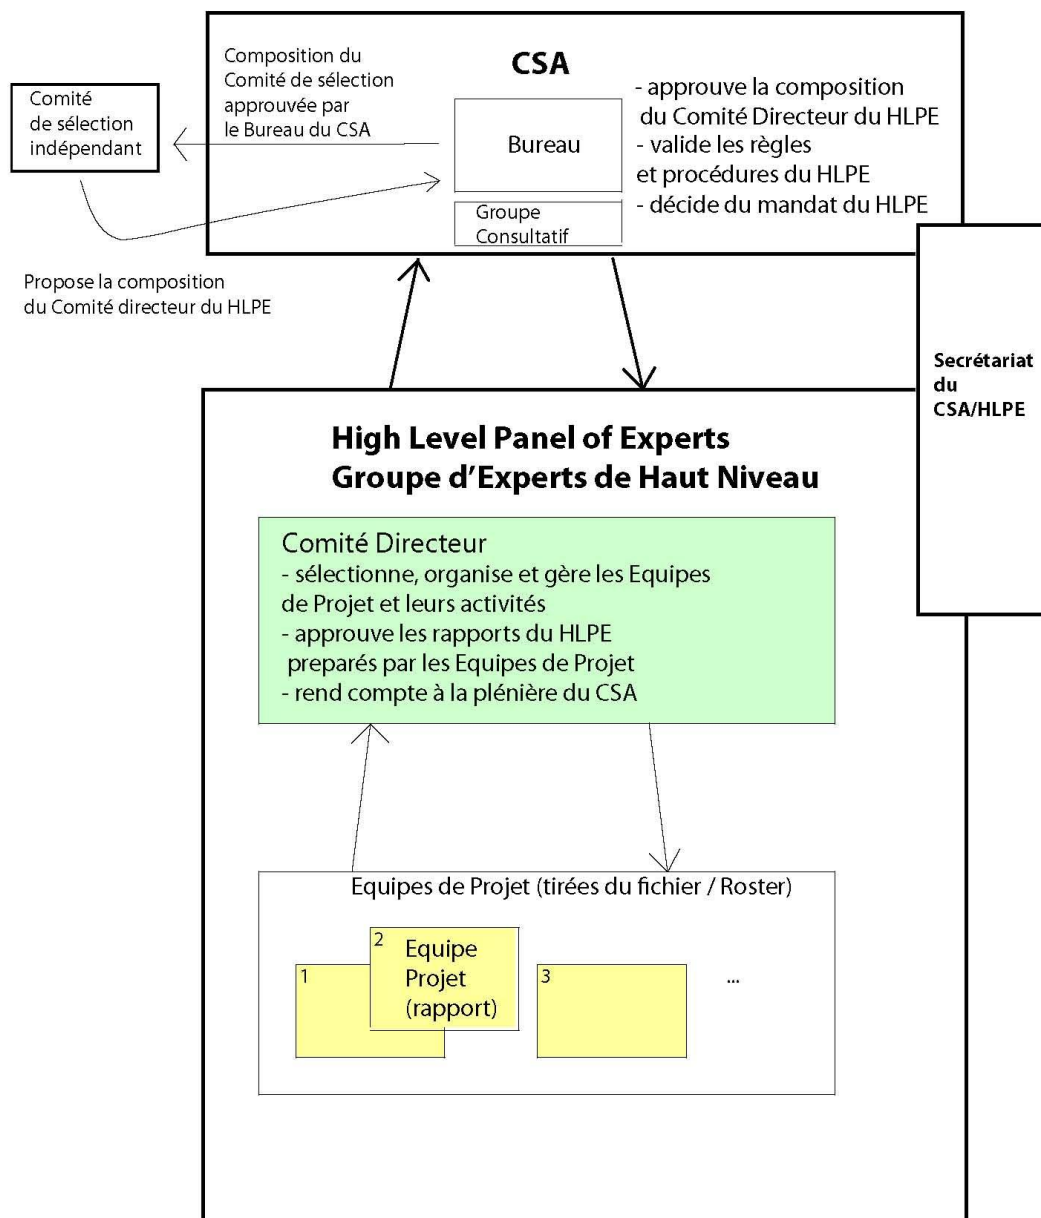 Composition du
Comité de sélection
approuvée par
le Bureau du CSA
CSA
Comité
de sélection
indépendant
Bureau
Groupe
Consultatif
- approuve la composition
du Comité Directeur du HLPE
- valide les règles
et procédures du HLPE
- décide du mandat du HLPE
Propose la composition
du Comité directeur du HLPE
Secrétariat
du
CSA/HLPE
High Level Panel of Experts
Groupe d'Experts de Haut Niveau
Comité Directeur
- sélectionne, organise et gère les Equipes
de Projet et leurs activités
- approuve les rapports du HLPE
preparés par les Equipes de Projet
- rend compte à la plénière du CSA
Equipes de Projet (tirées du fichier / Roster)
1
2
Equipe
Projet
(rapport)
3
...